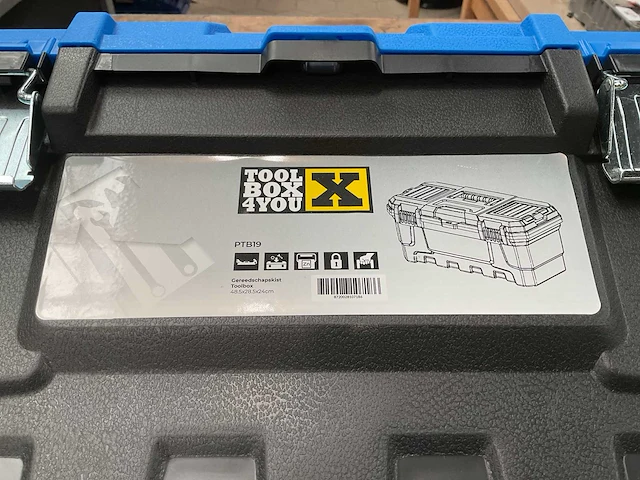 TOOL
BOX
4YOU
X
PTB19
Gereedschapskist
Toolbox
48.5x28.5x24cm